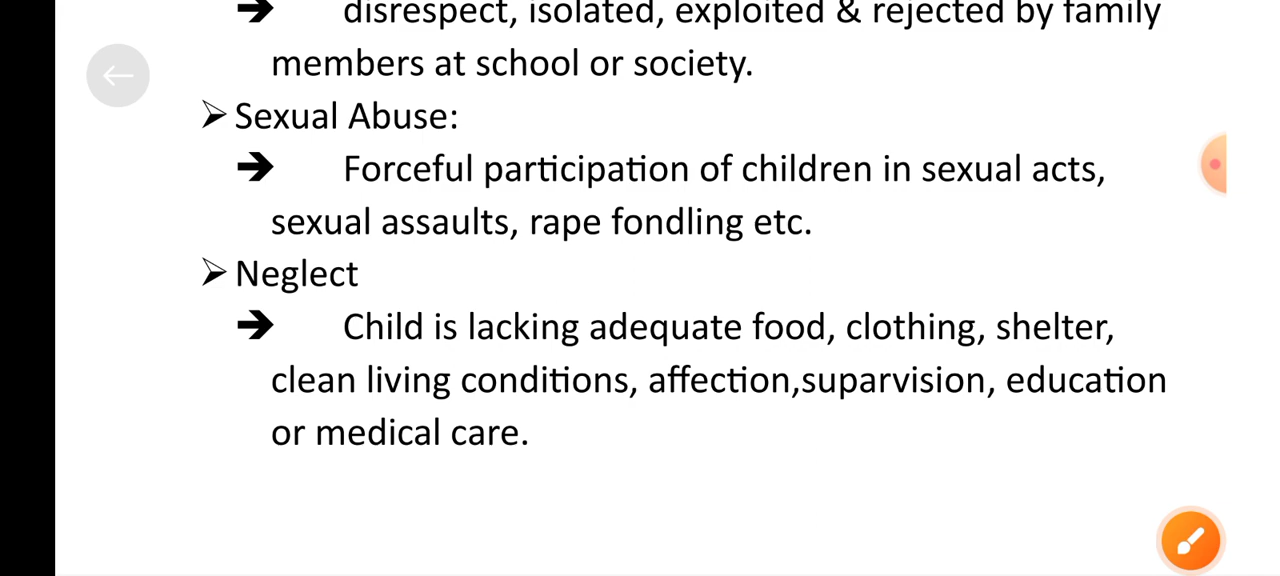 ➔ disrespect, isolated, exploited & rejected by family
members at school or society.
➢ Sexual Abuse:
➔ Forceful participation of children in sexual acts,
sexual assaults, rape fondling etc.
➢ Neglect
➔ Child is lacking adequate food, clothing, shelter,
clean living conditions, affection,suparvision, education
or medical care.